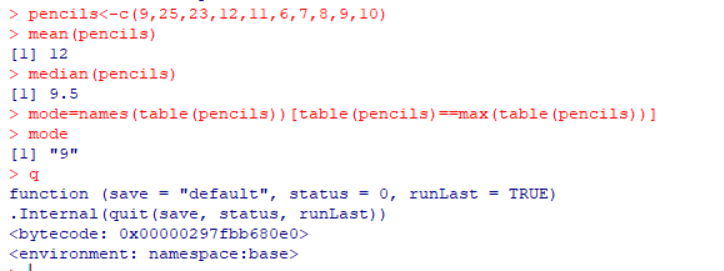 > pencils<-c(9,25,23,12,11,6,7,8,9,10)
> mean(pencils)
[1] 12
> median(pencils)
[1] 9.5
> mode=names(table(pencils))[table(pencils)==max(table(pencils))]
> mode
[1] "9"
> q
function (save = "default", status = 0, runLast = TRUE)
.Internal(quit(save, status, runLast))
<bytecode: 0x00000297fbb680e0>
<environment: namespace:base>
>